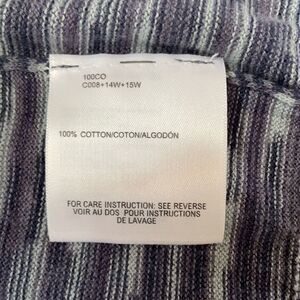 100CO
C008+14W+15W
100% COTTON/COTON/ALGODÓN
FOR CARE INSTRUCTION: SEE REVERSE
VOIR AU DOS POUR INSTRUCTIONS
DE LAVAGE